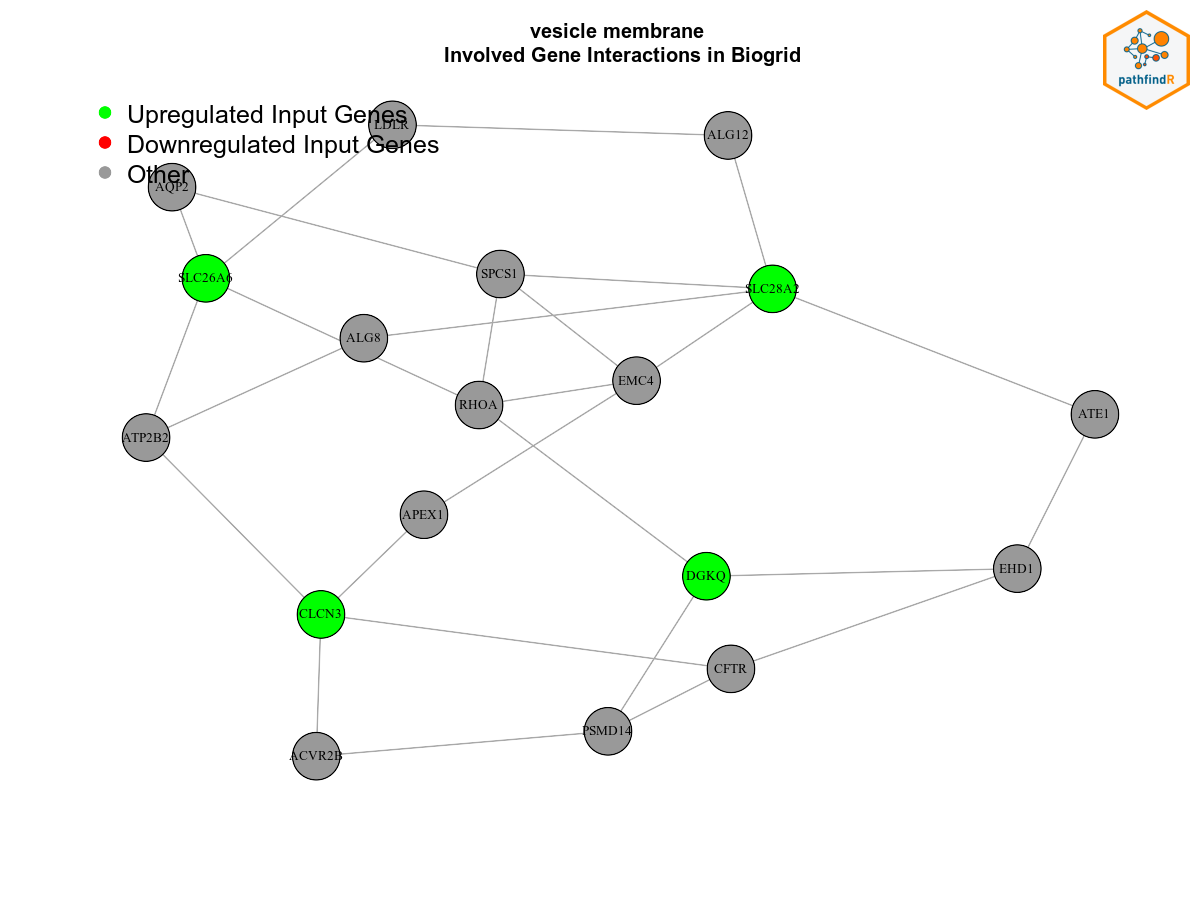 vesicle membrane
Involved Gene Interactions in Biogrid
pathfindR
Upregulated Input Genes
Downregulated Input Genes
Other
LDLR
ALG12
AQP2
SLC26A6
SPCS1
SLC28A2
ALG8
EMC4
RHOA
ATE1
ATP2B2
APEX1
DGKQ
EHD1
CLCN3
CFTR
PSMD14
ACVR2B